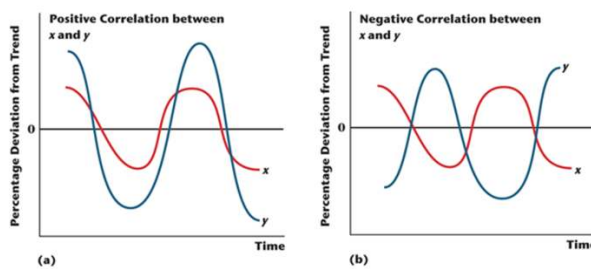 Positive Correlation between
x and y
Percentage Deviation from Trend
0
x
y
Time
(a)
Negative Correlation between
x and y
Percentage Deviation from Trend
0
y
x
Time
(b)